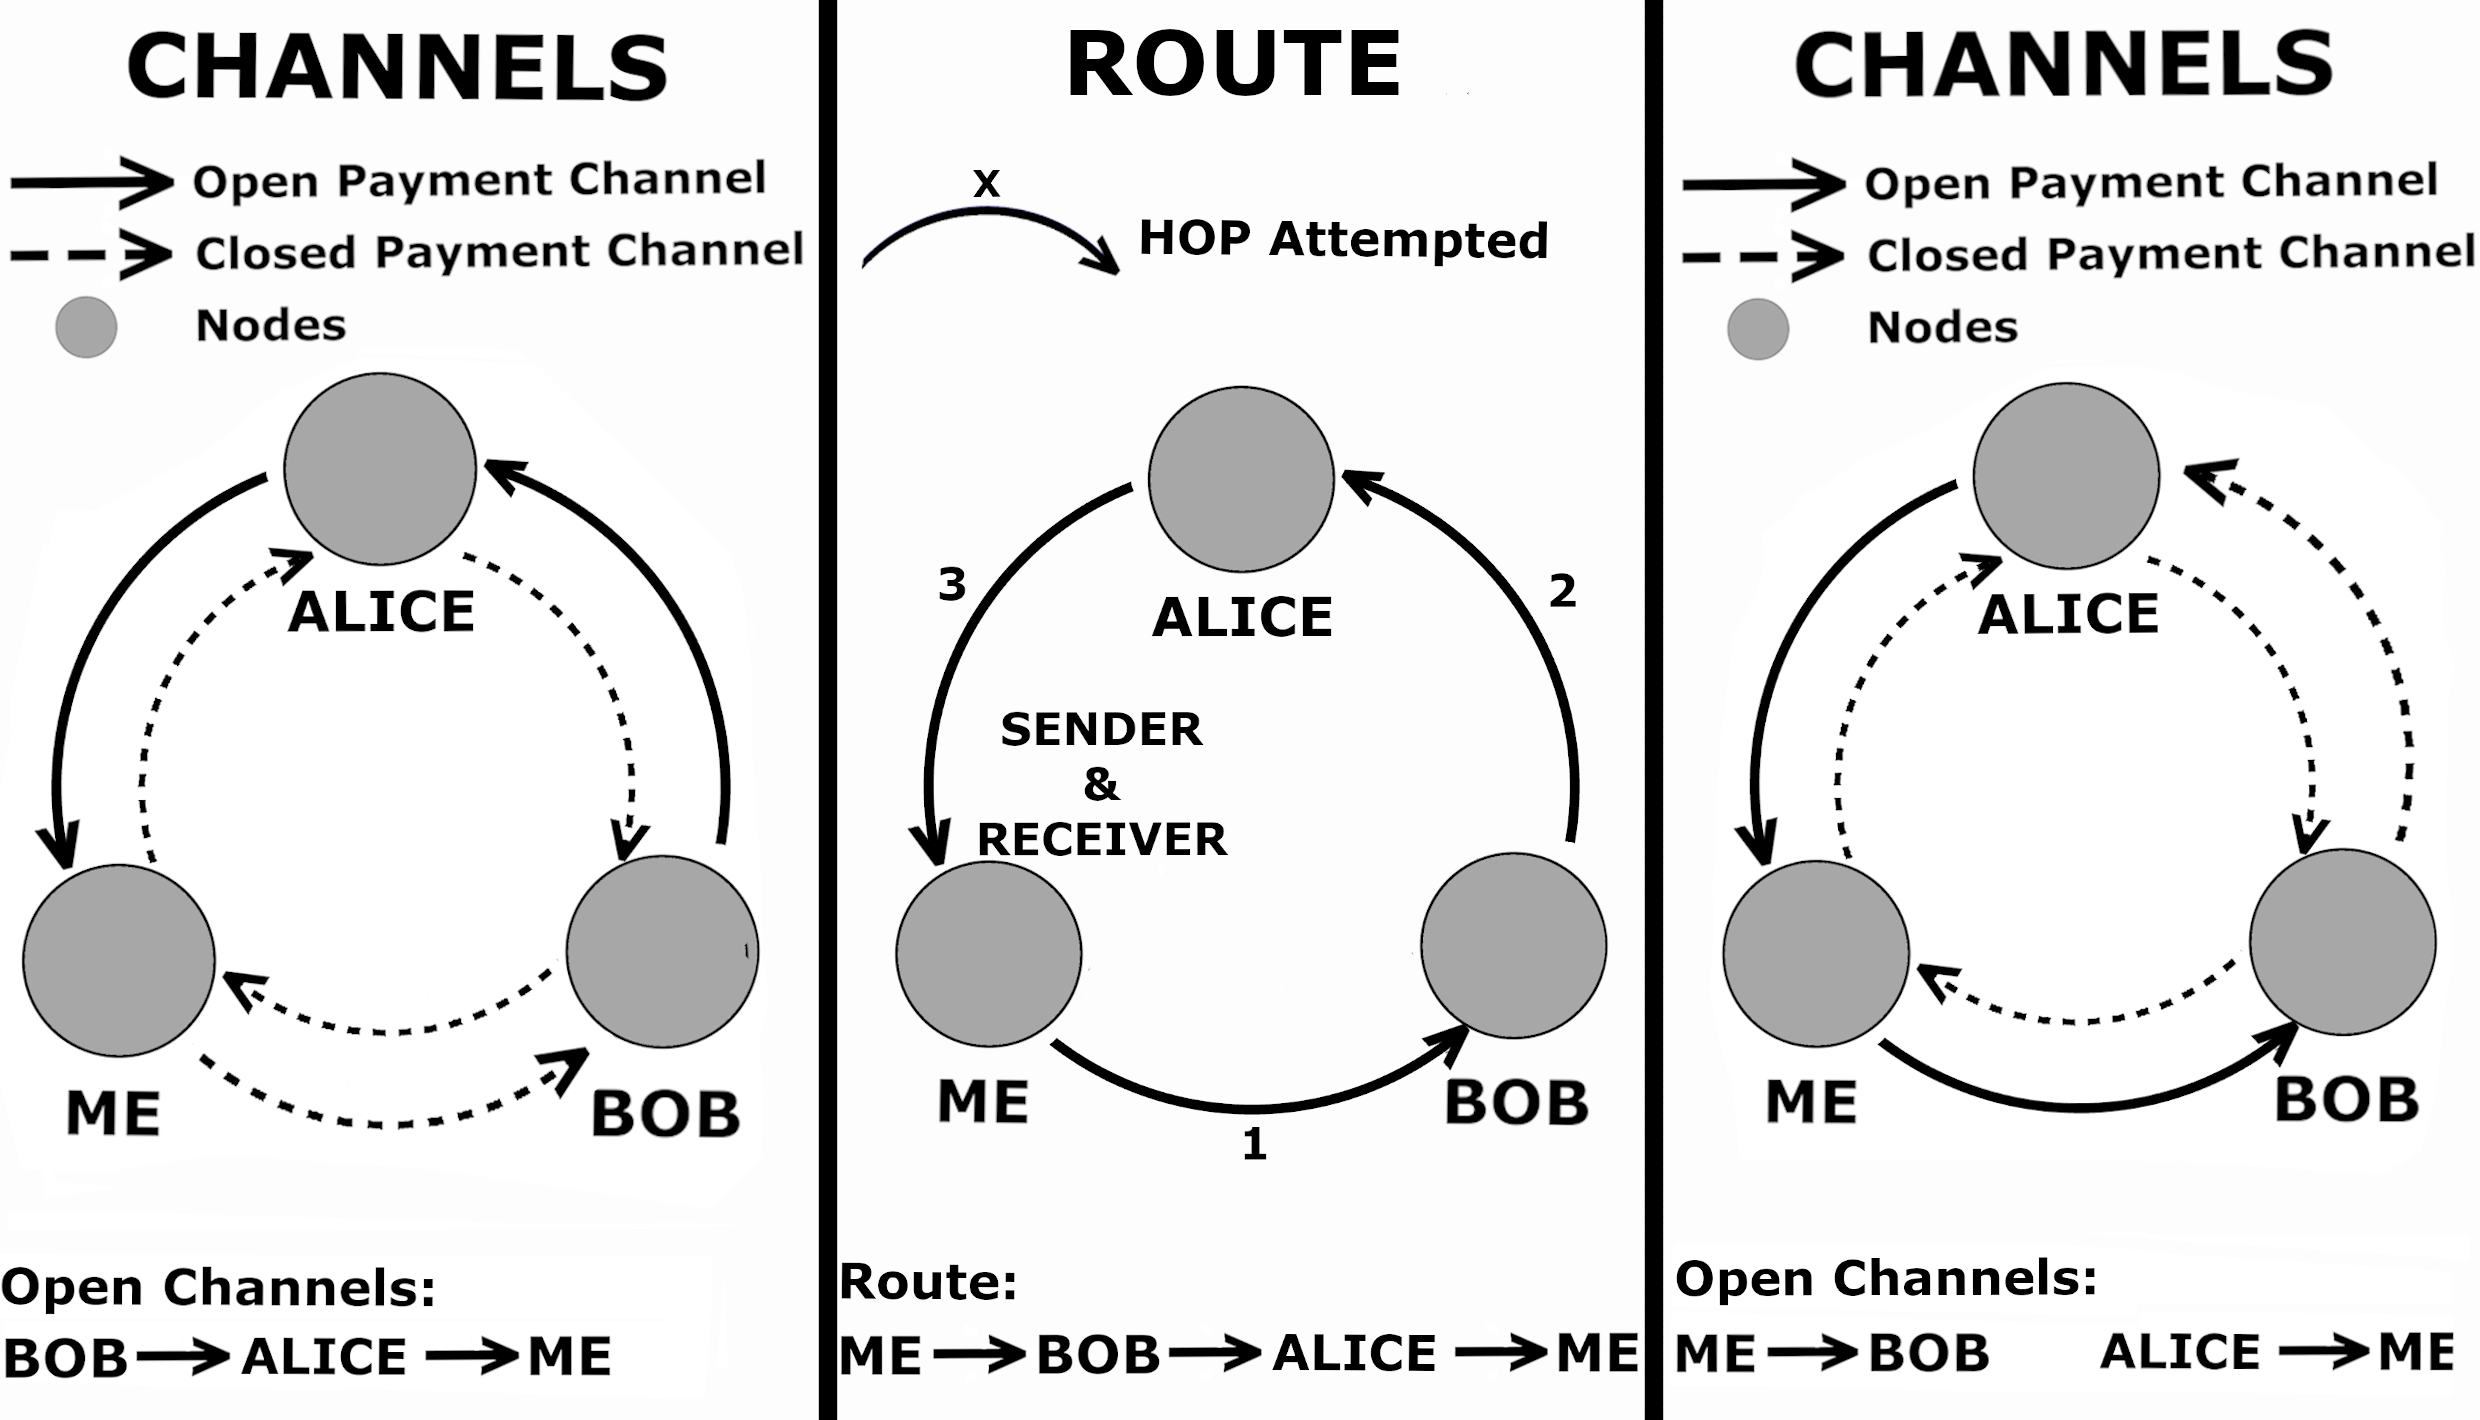 CHANNELS
Open Payment Channel
Closed Payment Channel
Nodes
ALICE
ME
BOB
Open Channels:
BOB ALICE ME
ROUTE
X
HOP Attempted
3
2
ALICE
SENDER
&
RECEIVER
ME
BOB
1
Route:
ME BOB ALICE ME
CHANNELS
Open Payment Channel
Closed Payment Channel
Nodes
ALICE
ME
BOB
Open Channels:
ME BOB ALICE ME